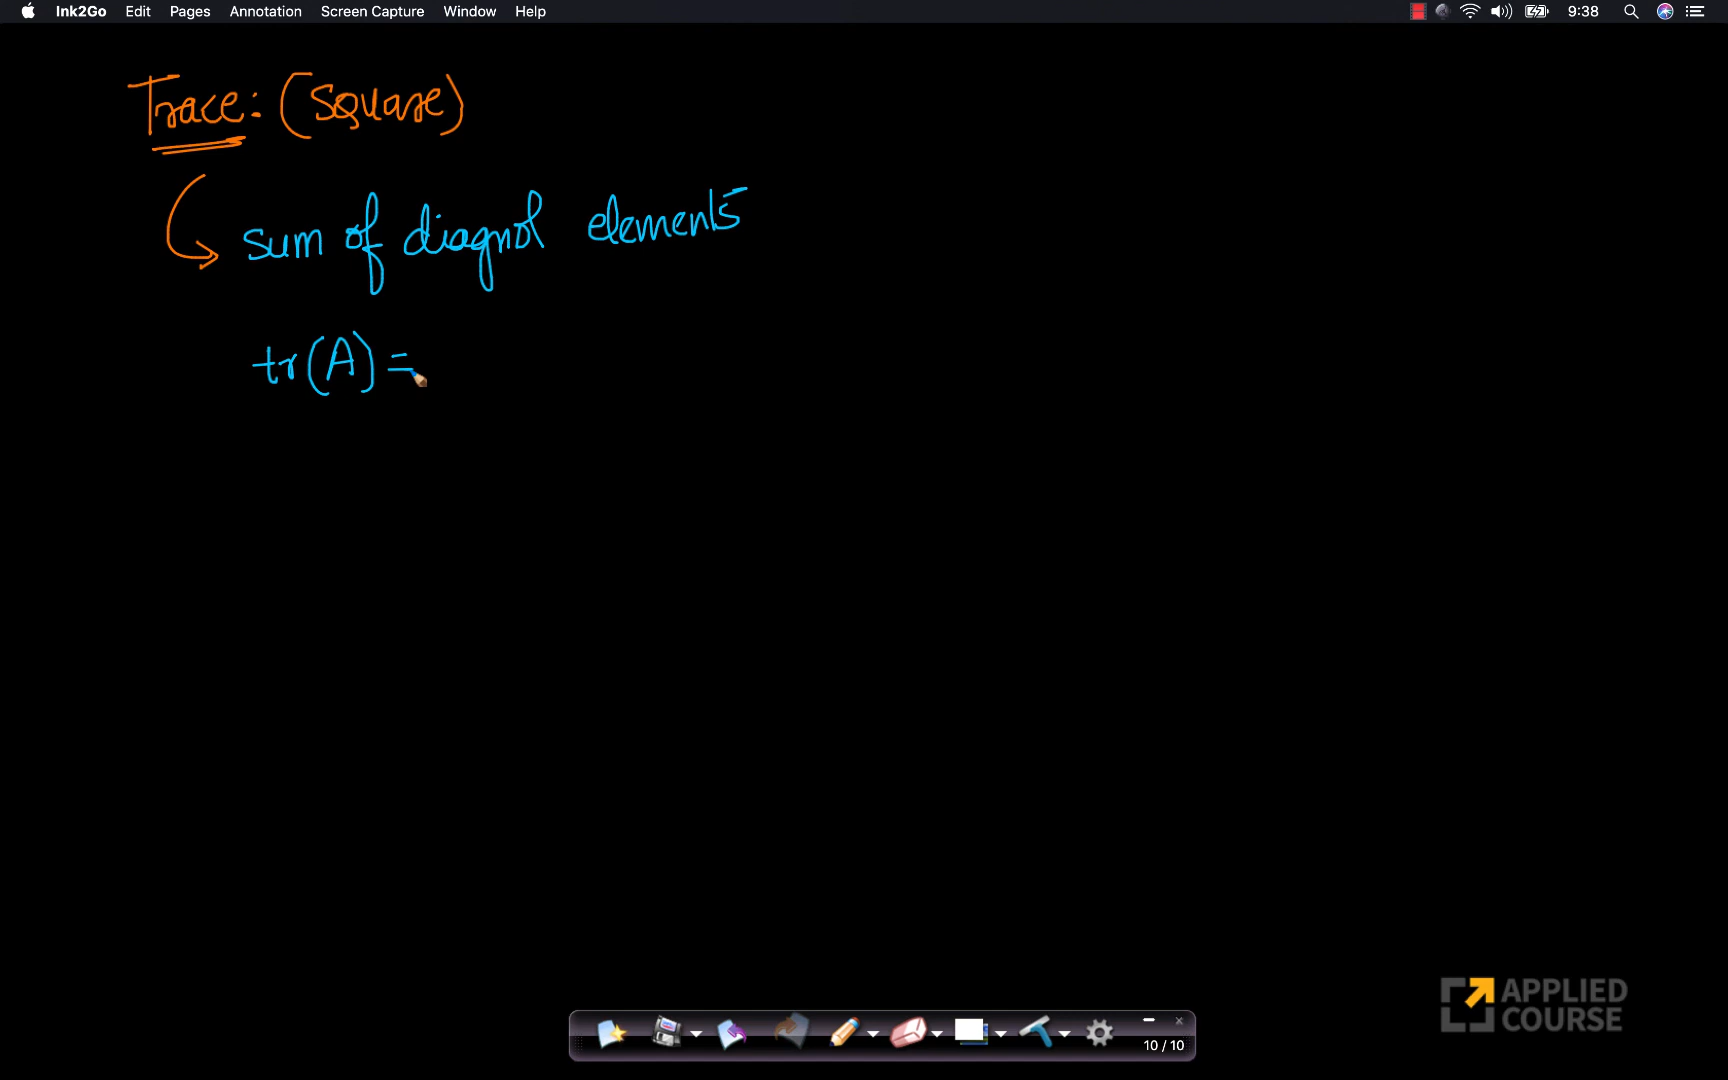 Ink2Go Edit Pages Annotation Screen Capture Window Help 9:38
Trace: (Square)
sum of diagnol elements
tr(A) =
APPLIED
COURSE
10 / 10